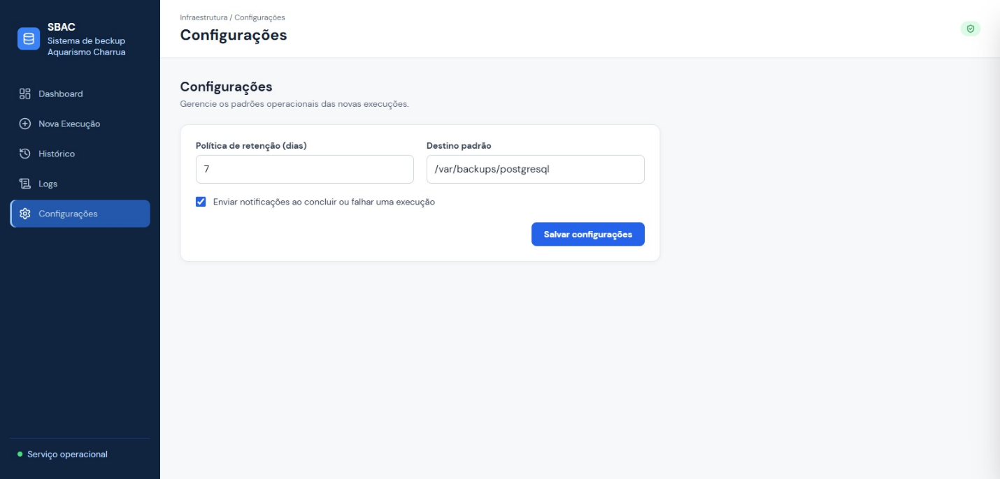 SBAC
Sistema de beckup
Aquarismo Charrua
Dashboard
Nova Execução
Histórico
Logs
Configurações
Serviço operacional
Infraestrutura / Configurações
Configurações
Configurações
Gerencie os padrões operacionais das novas execuções.
Política de retenção (dias)
7
Destino padrão
/var/backups/postgresql
Enviar notificações ao concluir ou falhar uma execução
Salvar configurações